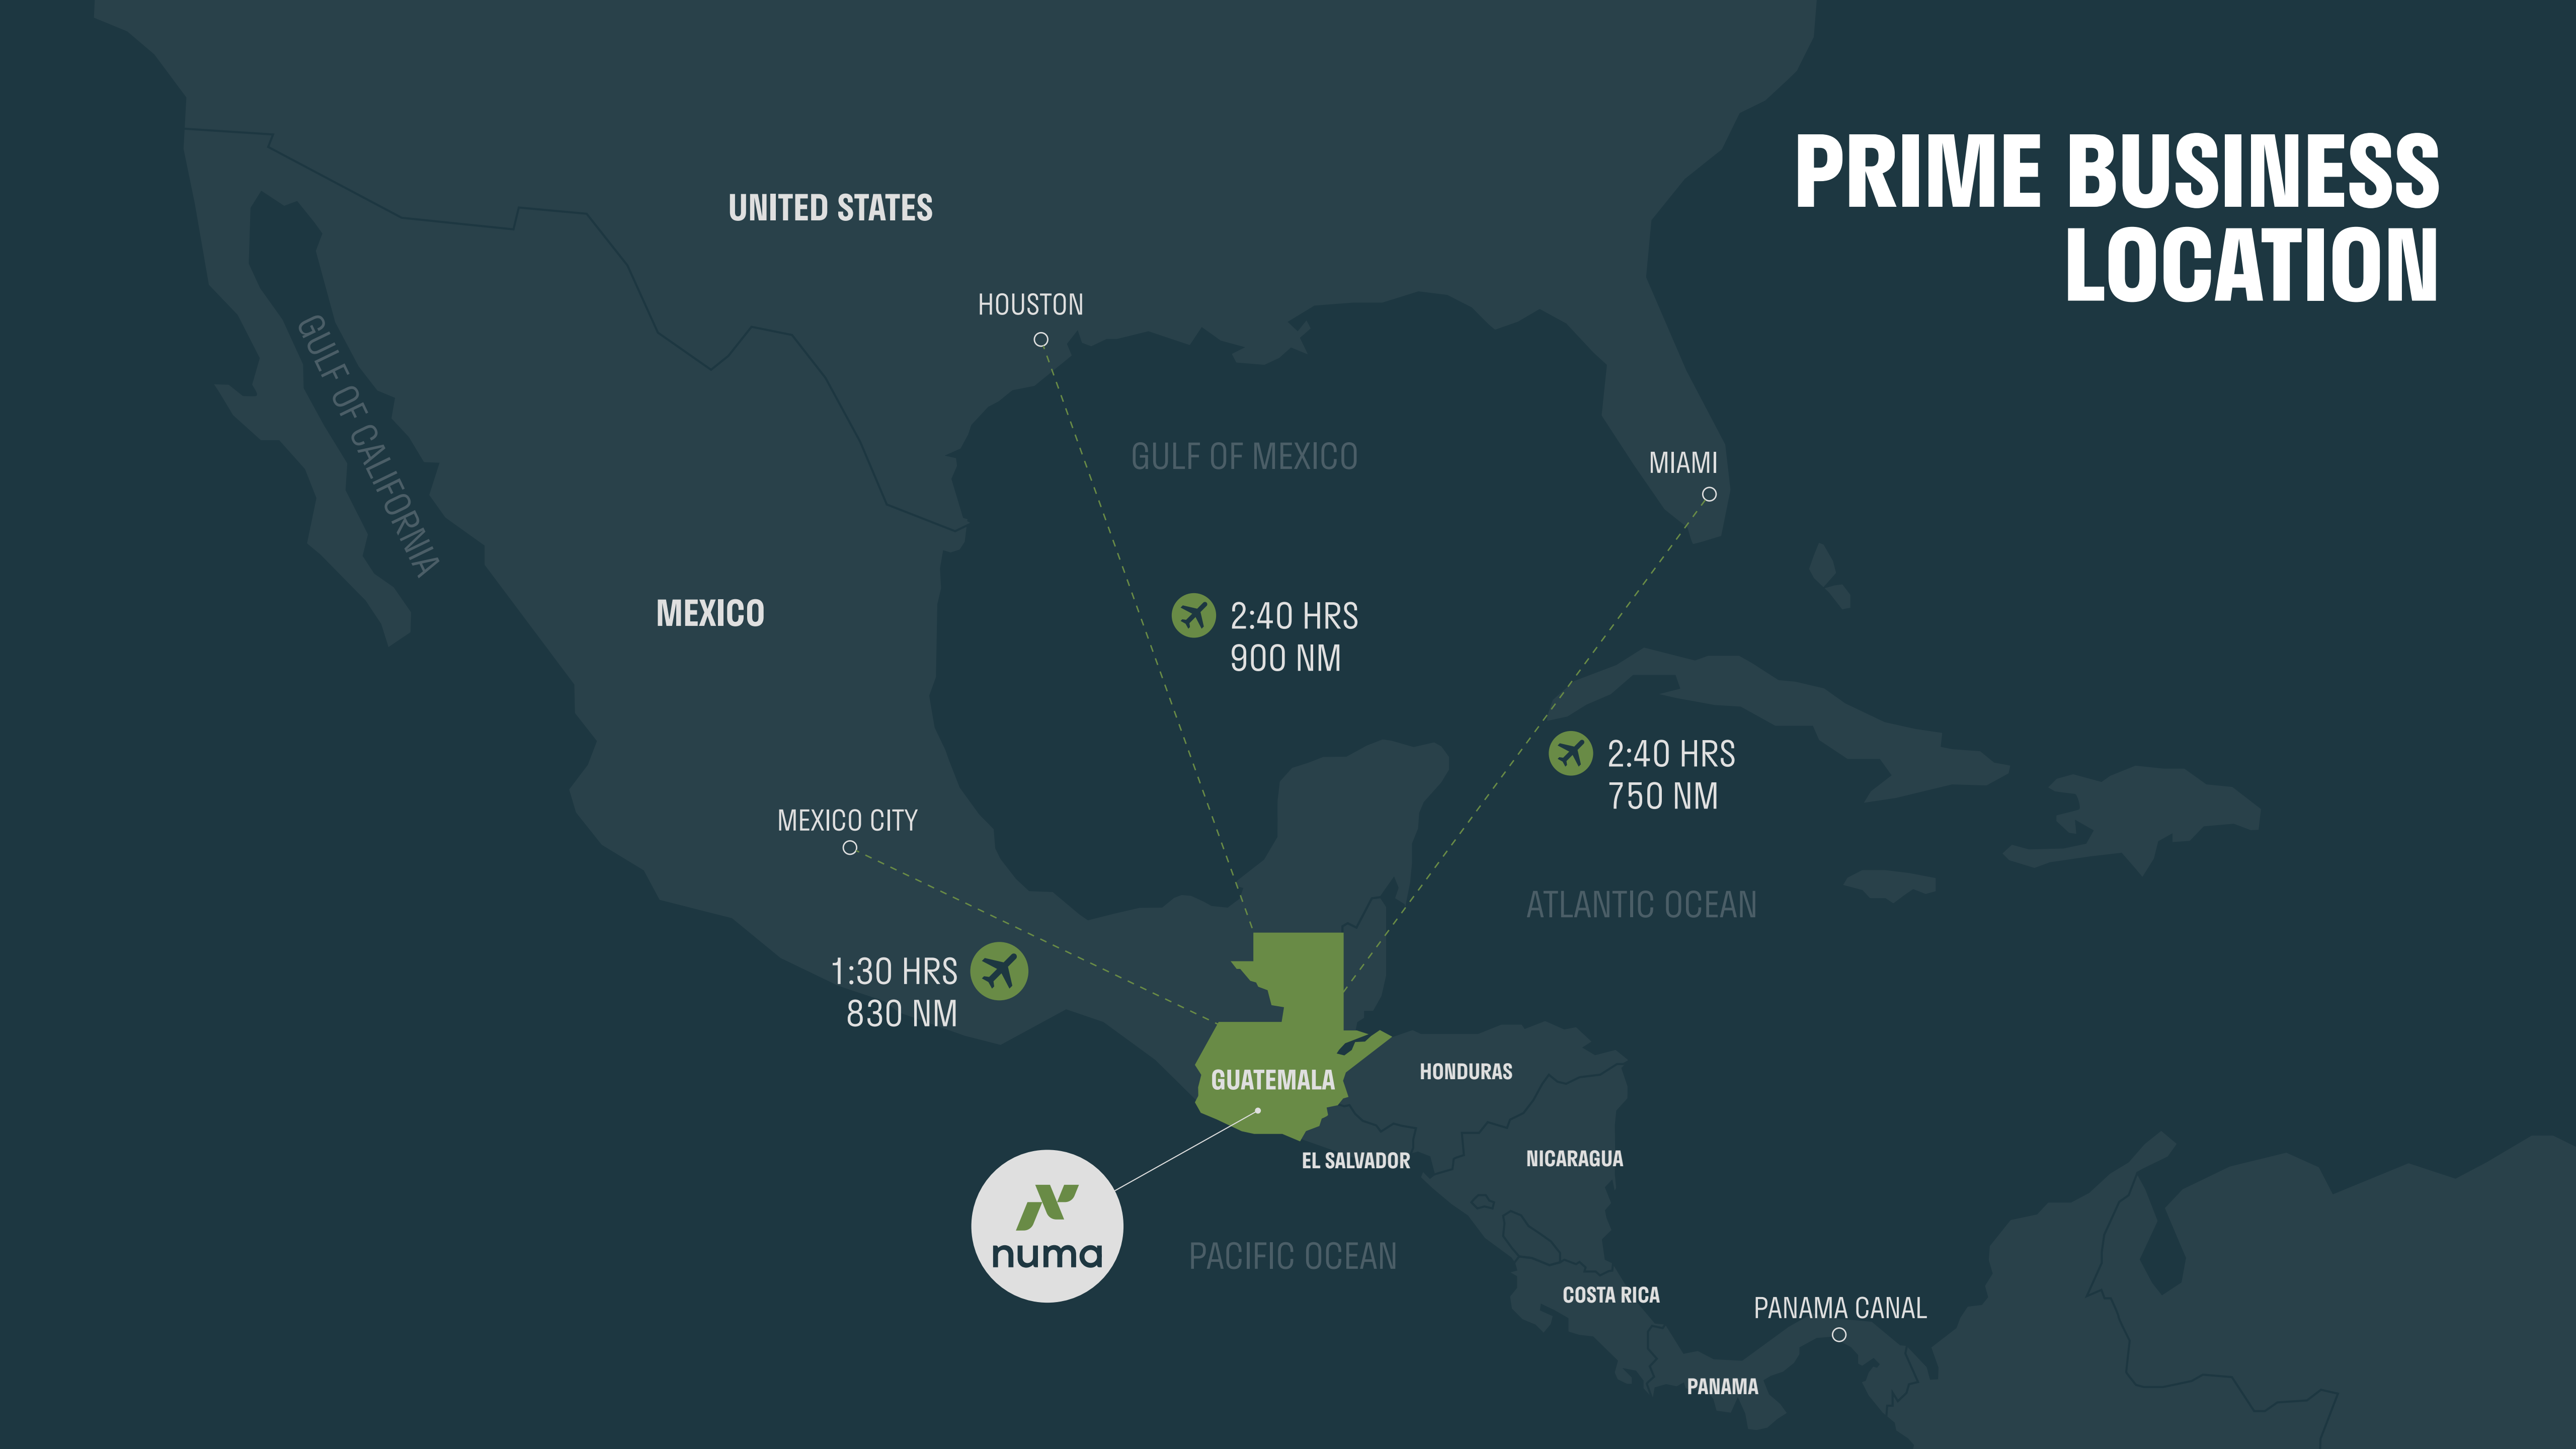 PRIME BUSINESS
LOCATION
UNITED STATES
HOUSTON
GULF OF CALIFORNIA
GULF OF MEXICO
MIAMI
MEXICO
2:40 HRS
900 NM
2:40 HRS
750 NM
MEXICO CITY
ATLANTIC OCEAN
1:30 HRS
830 NM
GUATEMALA
HONDURAS
EL SALVADOR
NICARAGUA
numa
PACIFIC OCEAN
COSTA RICA
PANAMA CANAL
PANAMA